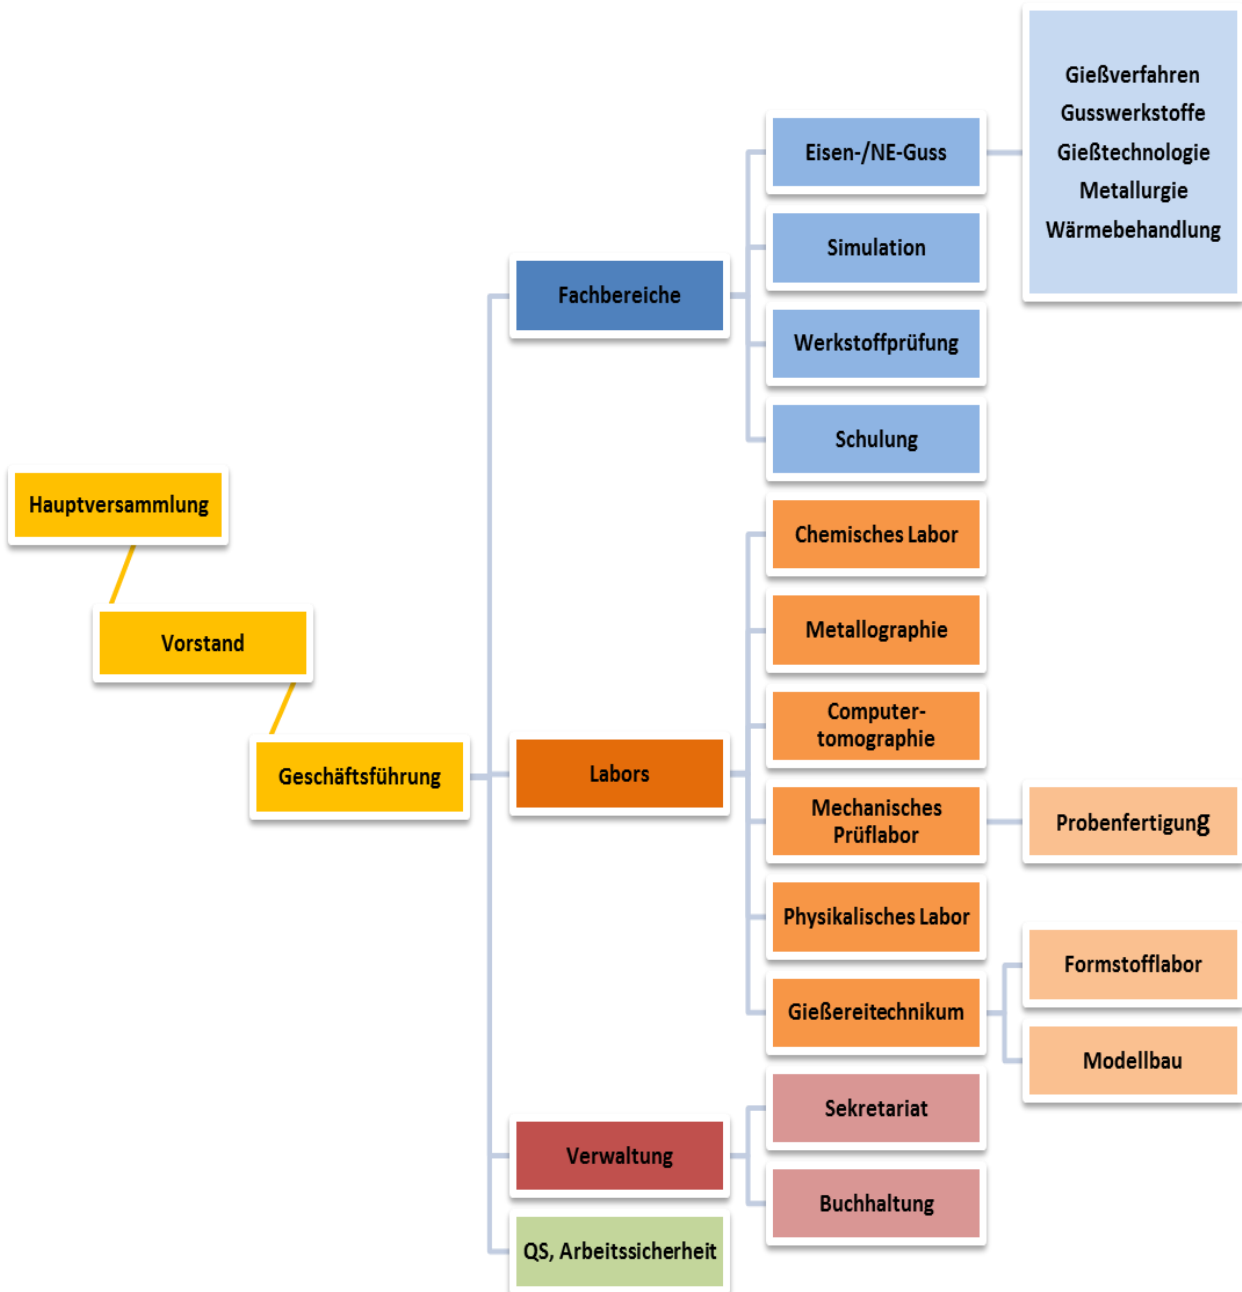 Hauptversammlung
Vorstand
Geschäftsführung
Fachbereiche
Eisen-/NE-Guss
Gießverfahren
Gusswerkstoffe
Gießtechnologie
Metallurgie
Wärmebehandlung
Simulation
Werkstoffprüfung
Schulung
Labors
Chemisches Labor
Metallographie
Computer-
tomographie
Mechanisches
Prüflabor
Probenfertigung
Physikalisches Labor
Gießereitechnikum
Formstofflabor
Modellbau
Verwaltung
Sekretariat
Buchhaltung
QS, Arbeitssicherheit